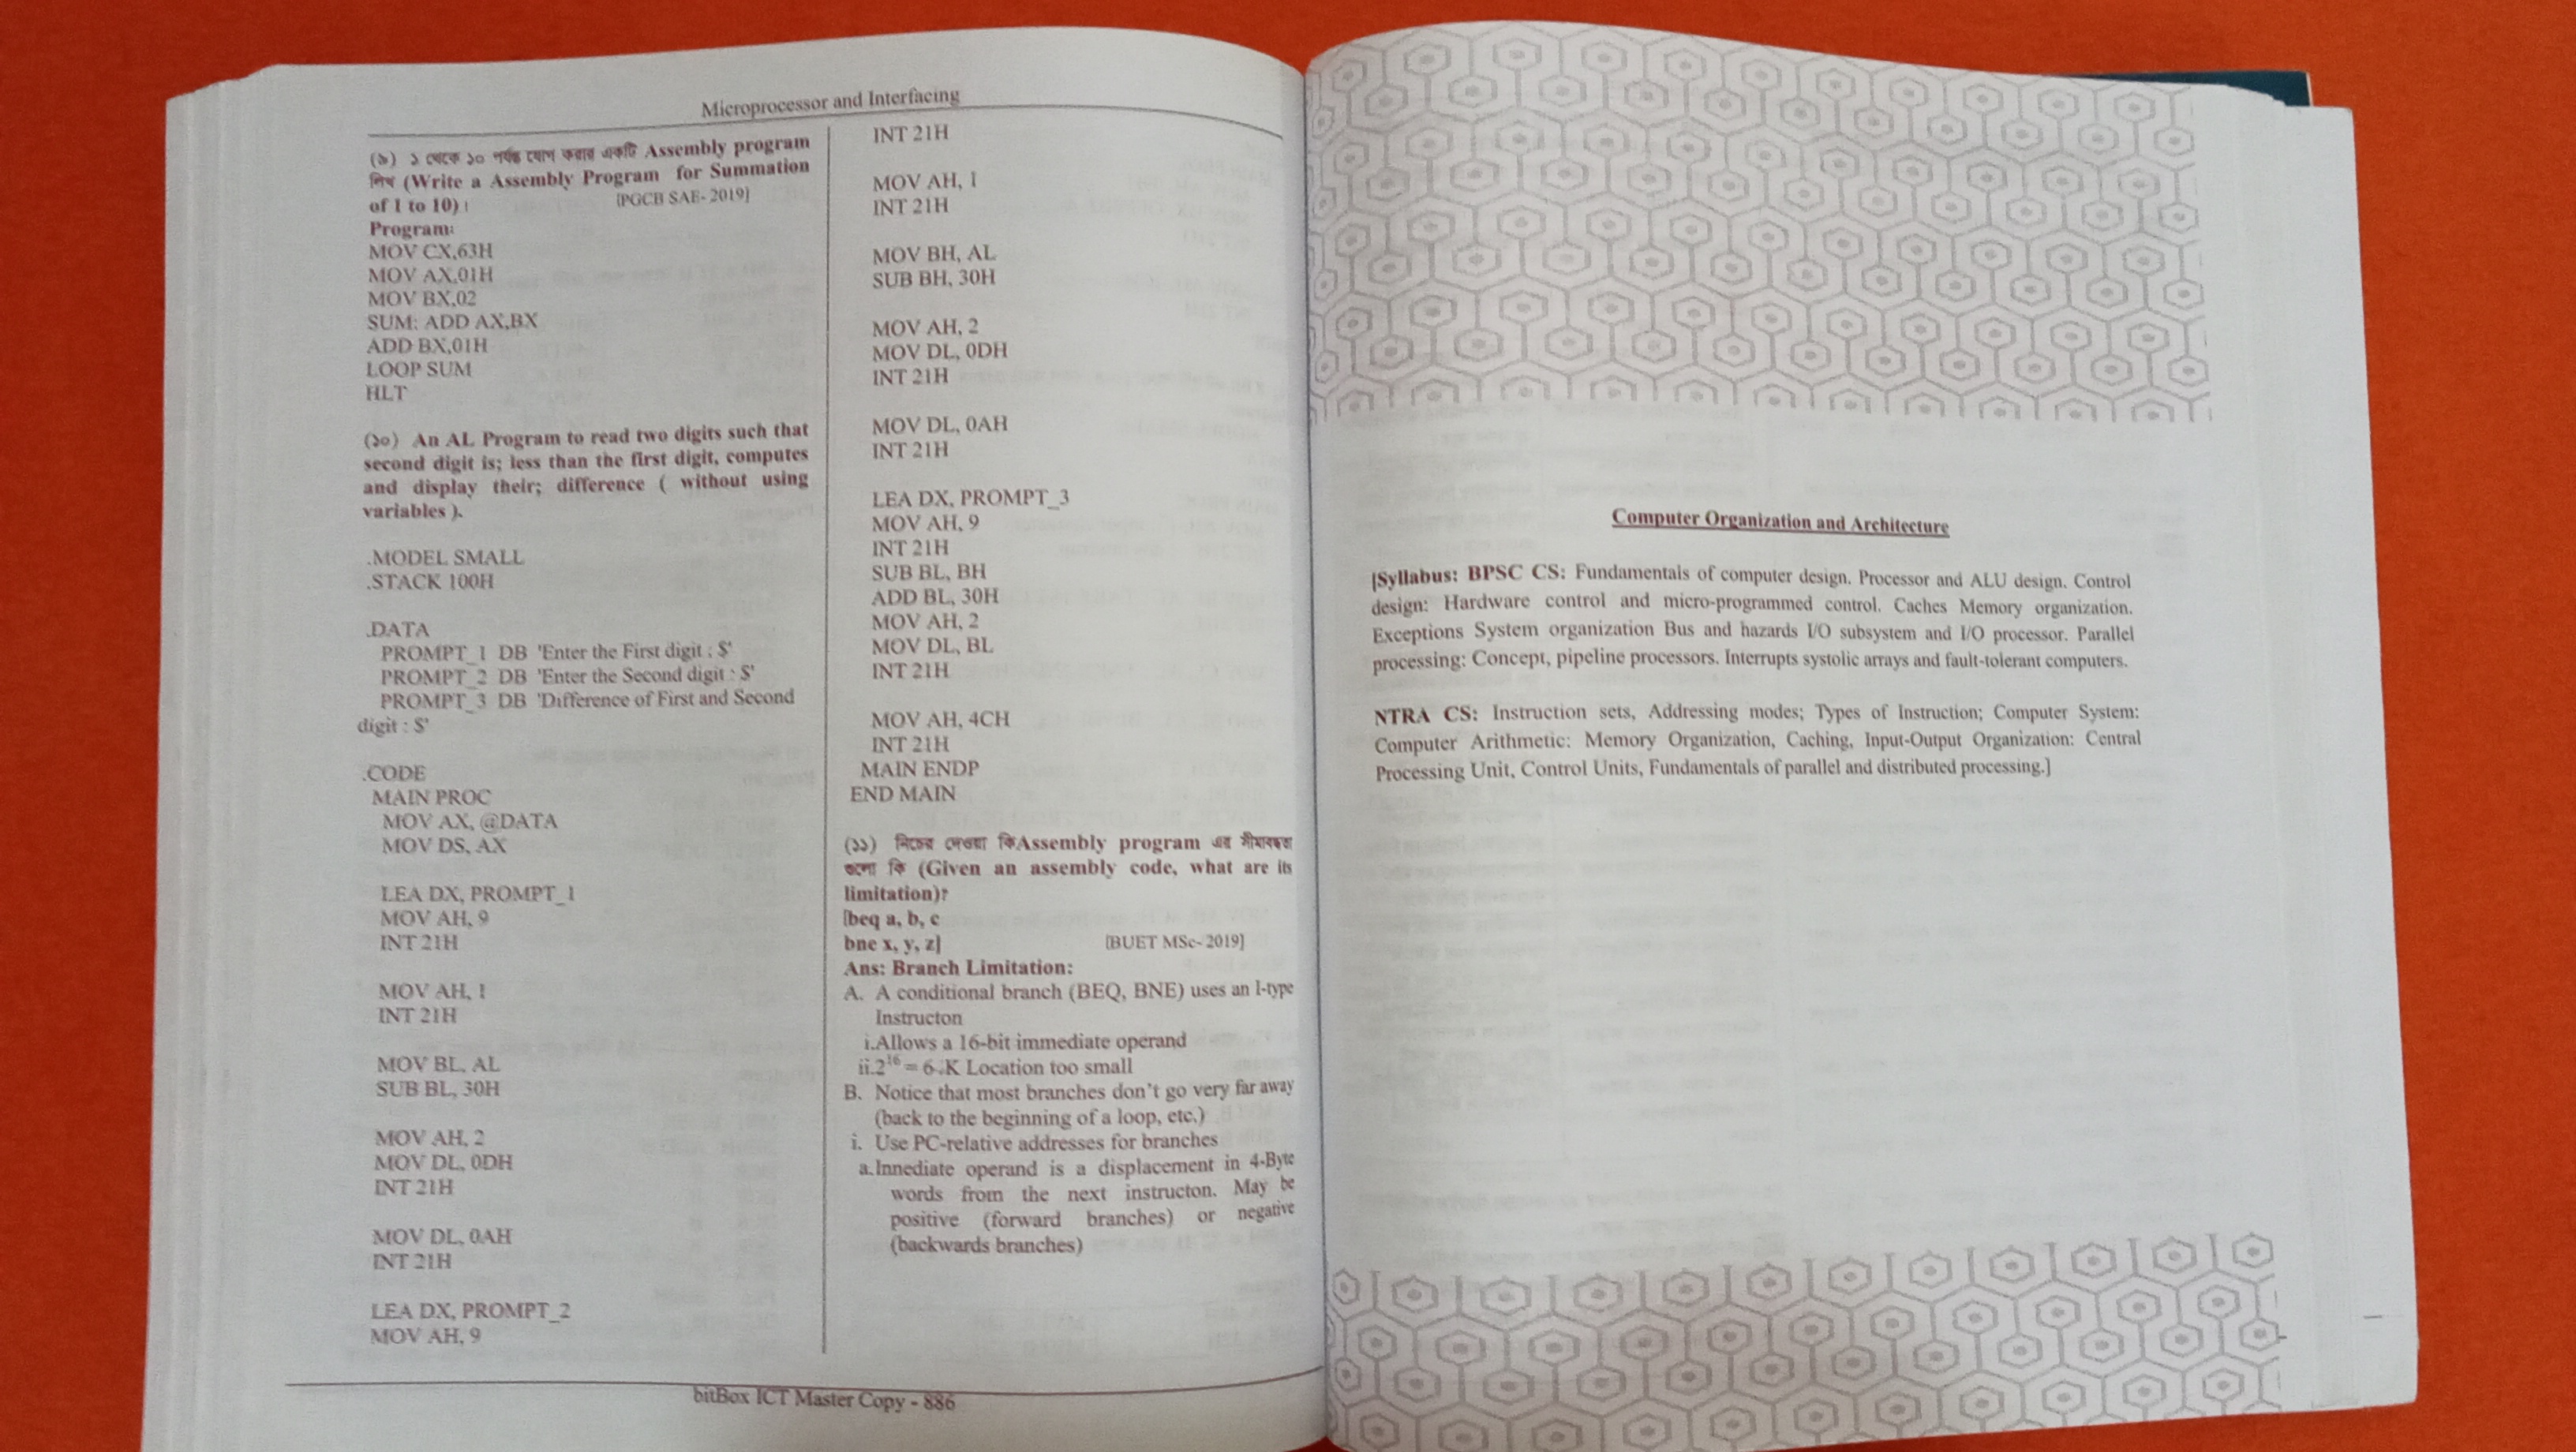 Microprocessor and Interfacing
(৯) ১ থেকে ১০ পর্যন্ত যোগ করার একটি Assembly program
লিখ (Write a Assembly Program for Summation
of 1 to 10)। [PGCB SAE- 2019]
Program:
MOV CX,63H
MOV AX,01H
MOV BX,02
SUM: ADD AX,BX
ADD BX,01H
LOOP SUM
HLT
(১০) An AL Program to read two digits such that
second digit is; less than the first digit, computes
and display their; difference ( without using
variables ).
.MODEL SMALL
.STACK 100H
.DATA
PROMPT_1 DB 'Enter the First digit : $'
PROMPT_2 DB 'Enter the Second digit : $'
PROMPT_3 DB 'Difference of First and Second
digit : $'
.CODE
MAIN PROC
MOV AX, @DATA
MOV DS, AX
LEA DX, PROMPT_1
MOV AH, 9
INT 21H
MOV AH, 1
INT 21H
MOV BL, AL
SUB BL, 30H
MOV AH, 2
MOV DL, 0DH
INT 21H
MOV DL, 0AH
INT 21H
LEA DX, PROMPT_2
MOV AH, 9
INT 21H
MOV AH, 1
INT 21H
MOV BH, AL
SUB BH, 30H
MOV AH, 2
MOV DL, 0DH
INT 21H
MOV DL, 0AH
INT 21H
LEA DX, PROMPT_3
MOV AH, 9
INT 21H
SUB BL, BH
ADD BL, 30H
MOV AH, 2
MOV DL, BL
INT 21H
MOV AH, 4CH
INT 21H
MAIN ENDP
END MAIN
(১১) নিচের দেওয়া কিAssembly program এর সীমাবদ্ধতা
গুলো কি (Given an assembly code, what are its
limitation)?
[beq a, b, c
bne x, y, z] [BUET MSc- 2019]
Ans: Branch Limitation:
A. A conditional branch (BEQ, BNE) uses an I-type
Instructon
i.Allows a 16-bit immediate operand
ii.2¹⁶ = K Location too small
B. Notice that most branches don't go very far away
(back to the beginning of a loop, etc.)
i. Use PC-relative addresses for branches
a.Innediate operand is a displacement in 4-Byte
words from the next instructon. May be
positive (forward branches) or negative
(backwards branches)
bitBox ICT Master Copy - 886
Computer Organization and Architecture
[Syllabus: BPSC CS: Fundamentals of computer design. Processor and ALU design. Control
design: Hardware control and micro-programmed control. Caches Memory organization.
Exceptions System organization Bus and hazards I/O subsystem and I/O processor. Parallel
processing: Concept, pipeline processors. Interrupts systolic arrays and fault-tolerant computers.
NTRA CS: Instruction sets, Addressing modes; Types of Instruction; Computer System:
Computer Arithmetic: Memory Organization, Caching, Input-Output Organization: Central
Processing Unit, Control Units, Fundamentals of parallel and distributed processing.]